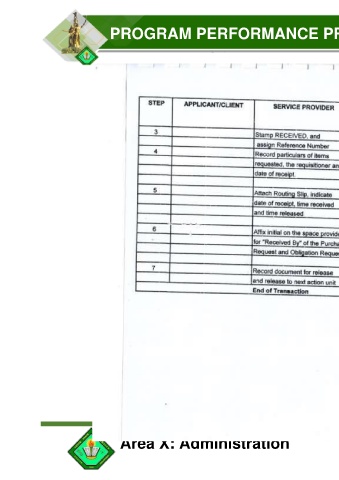 PROGRAM PERFORMANCE PR
STEP APPLICANT/CLIENT SERVICE PROVIDER
3 Stamp RECEIVED, and
assign Reference Number
4 Record particulars of items
requested, the requisitioner an
date of receipt.
5 Attach Routing Slip, indicate
date of receipt, time received
and time released
6 Affix initial on the space provid
for "Received By" of the Purcha
Request and Obligation Reque
7 Record document for release
and release to next action unit
End of Transaction
Area X: Administration